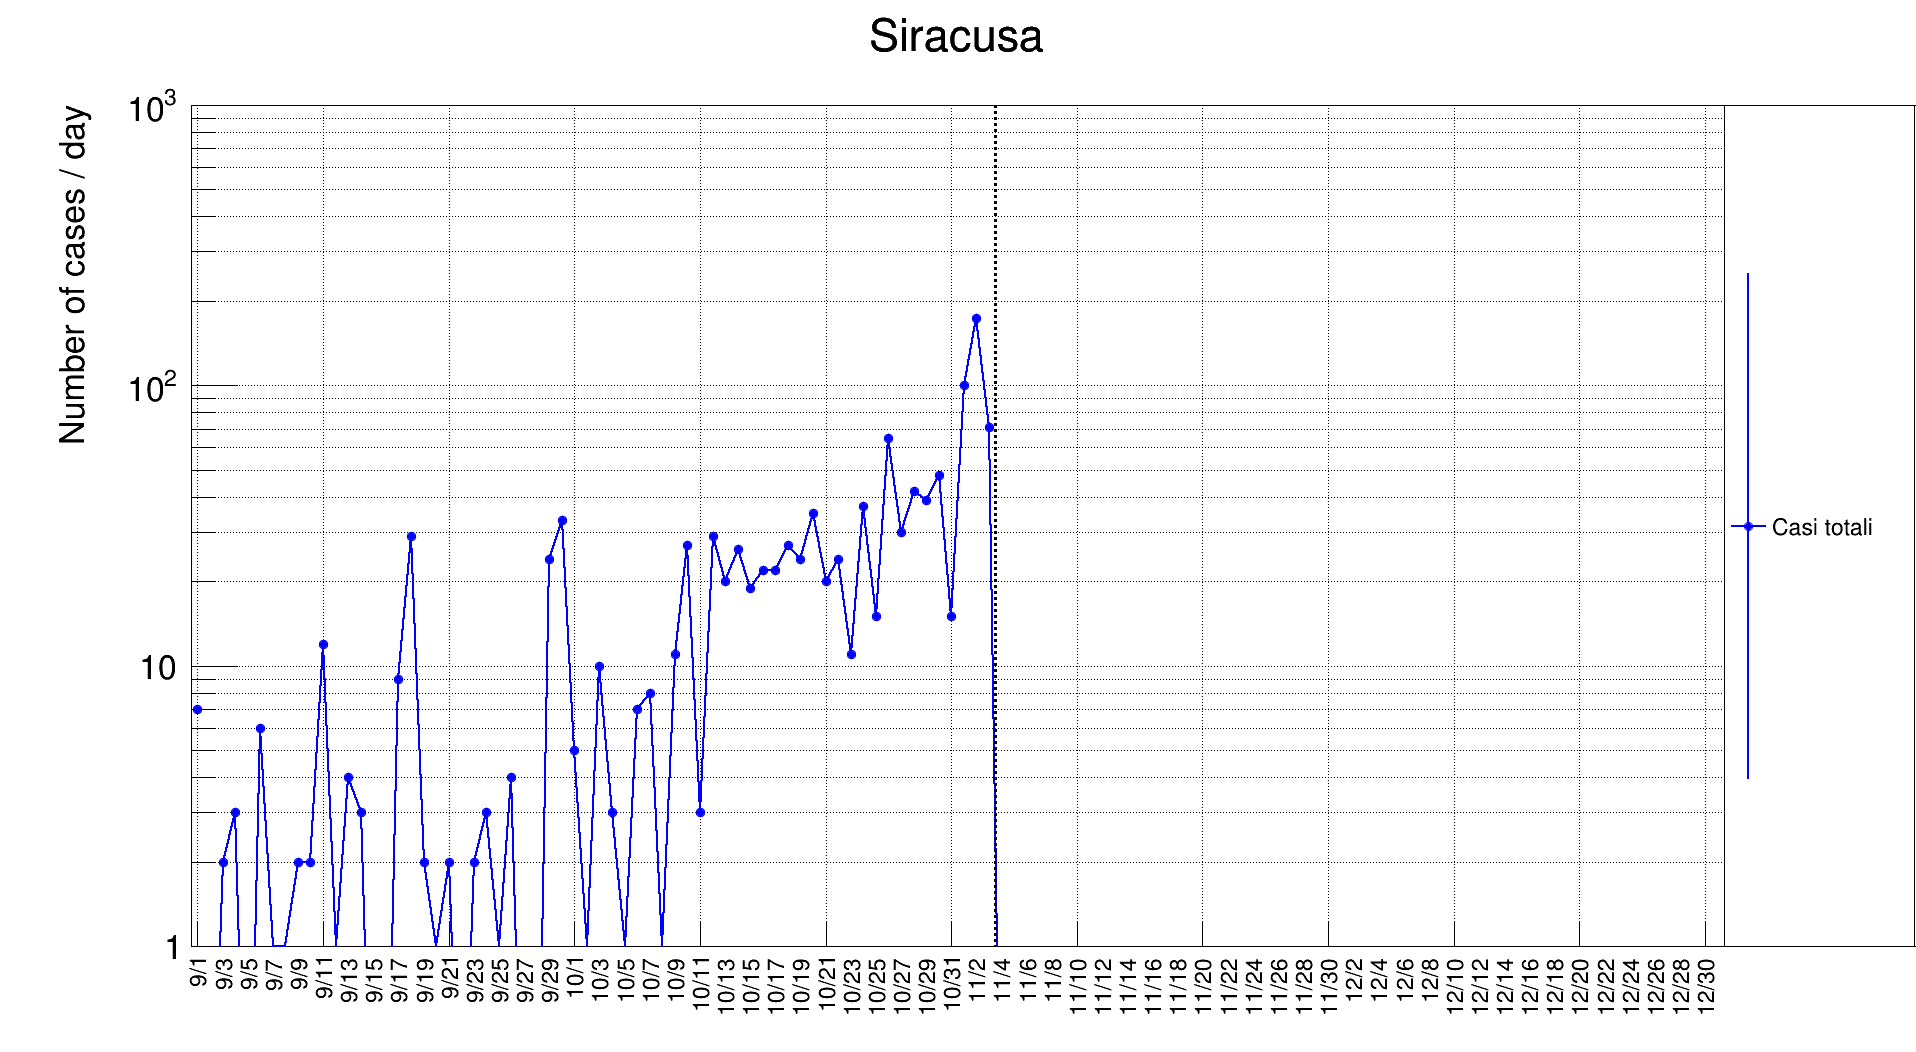 Siracusa
Number of cases / day
10³
10²
10
1
9/1 9/3 9/5 9/7 9/9 9/11 9/13 9/15 9/17 9/19 9/21 9/23 9/25 9/27 9/29 10/1 10/3 10/5 10/7 10/9 10/11 10/13 10/15 10/17 10/19 10/21 10/23 10/25 10/27 10/29 10/31 11/2 11/4 11/6 11/8 11/10 11/12 11/14 11/16 11/18 11/20 11/22 11/24 11/26 11/28 11/30 12/2 12/4 12/6 12/8 12/10 12/12 12/14 12/16 12/18 12/20 12/22 12/24 12/26 12/28 12/30
Casi totali